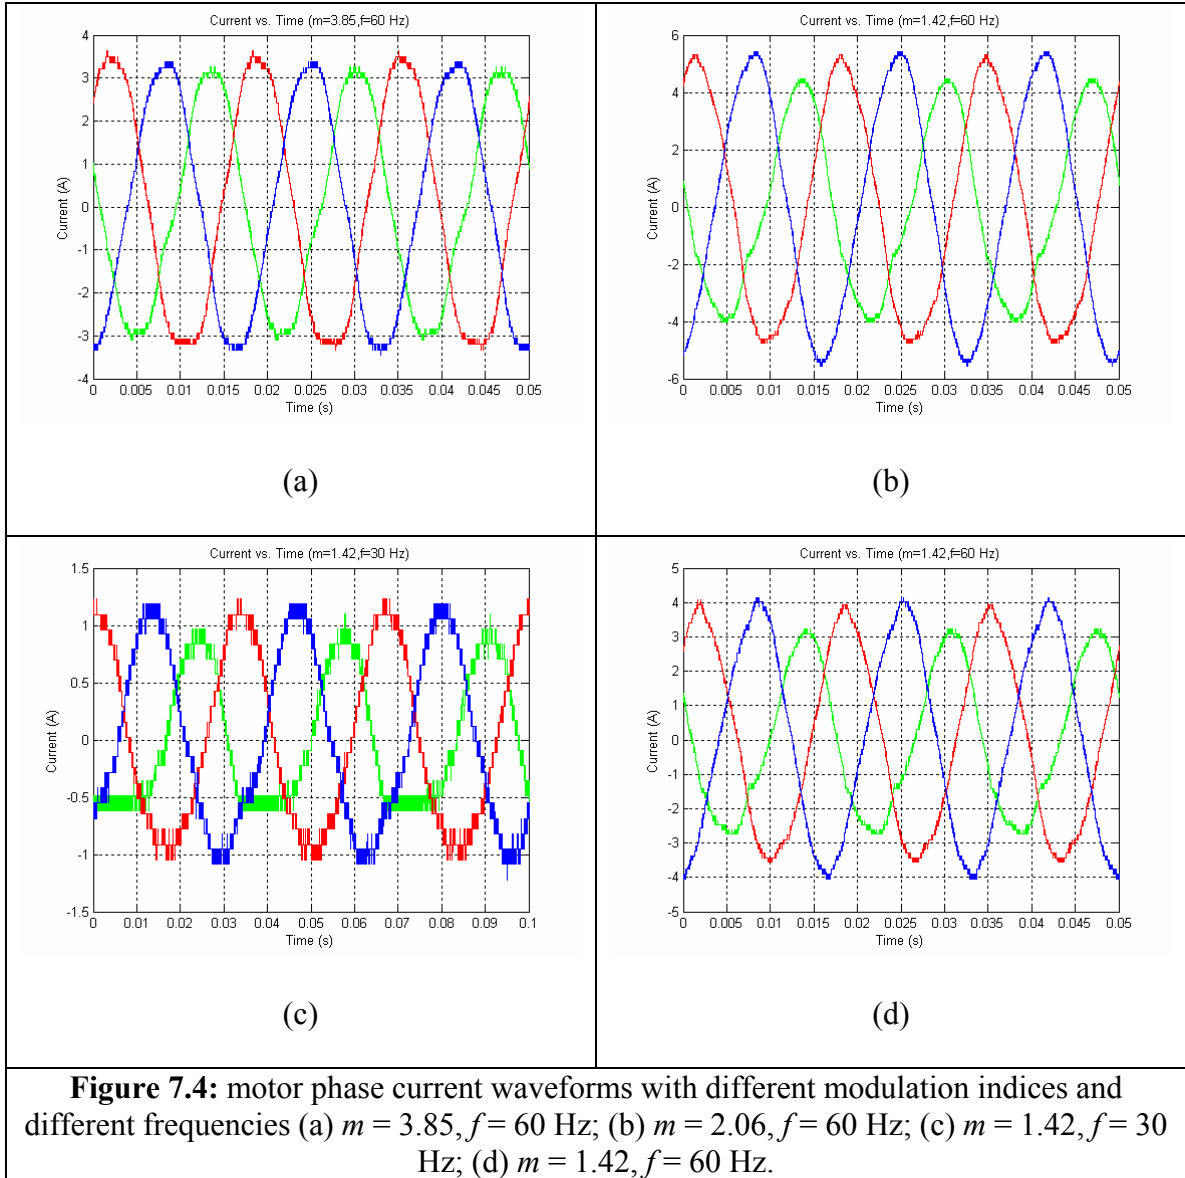 Current vs. Time (m=3.85,f=60 Hz)
4
3
2
1
0
-1
-2
-3
-4
Current (A)
0 0.005 0.01 0.015 0.02 0.025 0.03 0.035 0.04 0.045 0.05
Time (s)
(a)
Current vs. Time (m=1.42,f=60 Hz)
6
4
2
0
-2
-4
-6
Current (A)
0 0.005 0.01 0.015 0.02 0.025 0.03 0.035 0.04 0.045 0.05
Time (s)
(b)
Current vs. Time (m=1.42,f=30 Hz)
1.5
1
0.5
0
-0.5
-1
-1.5
Current (A)
0 0.01 0.02 0.03 0.04 0.05 0.06 0.07 0.08 0.09 0.1
Time (s)
(c)
Current vs. Time (m=1.42,f=60 Hz)
5
4
3
2
1
0
-1
-2
-3
-4
-5
Current (A)
0 0.005 0.01 0.015 0.02 0.025 0.03 0.035 0.04 0.045 0.05
Time (s)
(d)
Figure 7.4: motor phase current waveforms with different modulation indices and
different frequencies (a) m = 3.85, f = 60 Hz; (b) m = 2.06, f = 60 Hz; (c) m = 1.42, f = 30
Hz; (d) m = 1.42, f = 60 Hz.